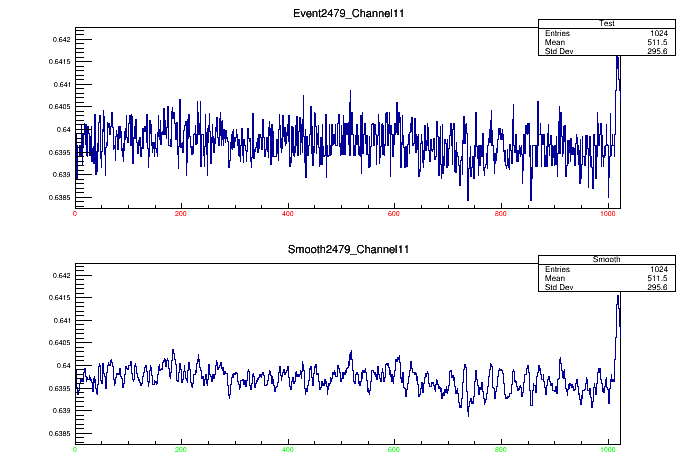 Event2479_Channel11
Test
Entries 1024
Mean 511.5
Std Dev 295.6
0.642
0.6415
0.641
0.6405
0.64
0.6395
0.639
0.6385
0 200 400 600 800 1000
Smooth2479_Channel11
Smooth
Entries 1024
Mean 511.5
Std Dev 295.6
0.642
0.6415
0.641
0.6405
0.64
0.6395
0.639
0.6385
0 200 400 600 800 1000